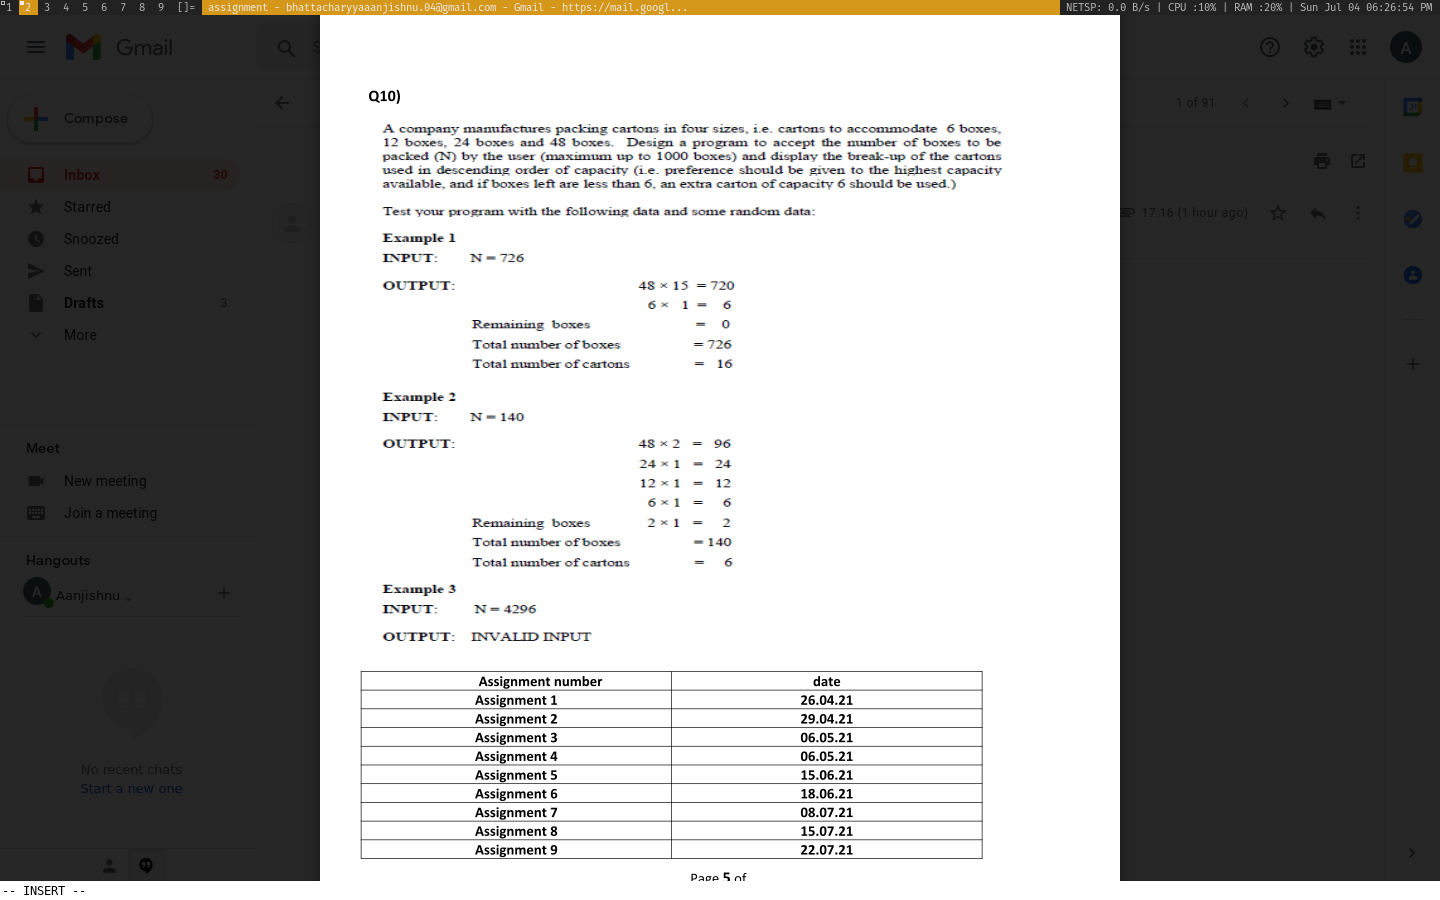 1 2 3 4 5 6 7 8 9 []= assignment - bhattacharyyaaanjishnu.04@gmail.com - Gmail - https://mail.googl... NETSP: 0.0 B/s | CPU :10% | RAM :20% | Sun Jul 04 06:26:54 PM
Gmail
A
Compose
1 of 91
Inbox 30
Starred
17:16 (1 hour ago)
Snoozed
Sent
Drafts 3
More
Meet
New meeting
Join a meeting
Hangouts
A Aanjishnu
No recent chats
Start a new one
Q10)
A company manufactures packing cartons in four sizes, i.e. cartons to accommodate 6 boxes,
12 boxes, 24 boxes and 48 boxes. Design a program to accept the number of boxes to be
packed (N) by the user (maximum up to 1000 boxes) and display the break-up of the cartons
used in descending order of capacity (i.e. preference should be given to the highest capacity
available, and if boxes left are less than 6, an extra carton of capacity 6 should be used.)
Test your program with the following data and some random data:
Example 1
INPUT: N = 726
OUTPUT: 48 × 15 = 720
6 × 1 = 6
Remaining boxes = 0
Total number of boxes = 726
Total number of cartons = 16
Example 2
INPUT: N = 140
OUTPUT: 48 × 2 = 96
24 × 1 = 24
12 × 1 = 12
6 × 1 = 6
Remaining boxes 2 × 1 = 2
Total number of boxes = 140
Total number of cartons = 6
Example 3
INPUT: N = 4296
OUTPUT: INVALID INPUT
Assignment number date
Assignment 1 26.04.21
Assignment 2 29.04.21
Assignment 3 06.05.21
Assignment 4 06.05.21
Assignment 5 15.06.21
Assignment 6 18.06.21
Assignment 7 08.07.21
Assignment 8 15.07.21
Assignment 9 22.07.21
Page 5 of
-- INSERT --